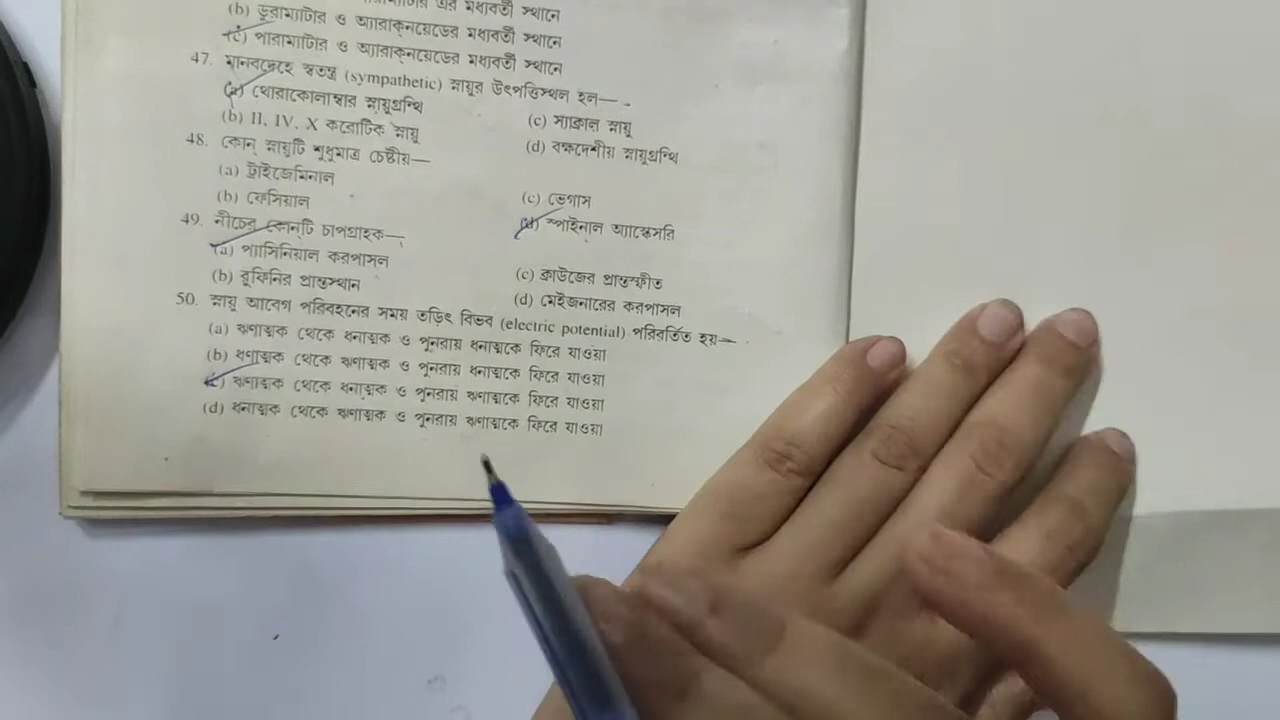 এর মধ্যবর্তী স্থানে
(b) ডুরাম্যাটার ও অ্যারাক্‌নয়েডের মধ্যবর্তী স্থানে
(c) পারাম্যাটার ও অ্যারাক্‌নয়েডের মধ্যবর্তী স্থানে
47. মানবদেহে স্বতন্ত্র (sympathetic) স্নায়ুর উৎপত্তিস্থল হল—
(a) থোরাকোলাম্বার স্নায়ুগ্রন্থি
(b) II, IV, X করোটিক স্নায়ু
(c) স্যাক্রাল স্নায়ু
(d) বক্ষদেশীয় স্নায়ুগ্রন্থি
48. কোন্ স্নায়ুটি শুধুমাত্র চেষ্টীয়—
(a) ট্রাইজেমিনাল
(b) ফেসিয়াল
(c) ভেগাস
(d) স্পাইনাল অ্যাক্সেসরি
49. নীচের কোন্‌টি চাপগ্রাহক—
(a) প্যাসিনিয়াল করপাসল
(b) রুফিনির প্রান্তস্থান
(c) ক্রাউজের প্রান্তস্ফীত
(d) মেইজনারের করপাসল
50. স্নায়ু আবেগ পরিবহনের সময় তড়িৎ বিভব (electric potential) পরিবর্তিত হয়—
(a) ঋণাত্মক থেকে ধনাত্মক ও পুনরায় ধনাত্মকে ফিরে যাওয়া
(b) ধণাত্মক থেকে ঋণাত্মক ও পুনরায় ধনাত্মকে ফিরে যাওয়া
(c) ঋণাত্মক থেকে ধনাত্মক ও পুনরায় ঋণাত্মকে ফিরে যাওয়া
(d) ধনাত্মক থেকে ঋণাত্মক ও পুনরায় ঋণাত্মকে ফিরে যাওয়া